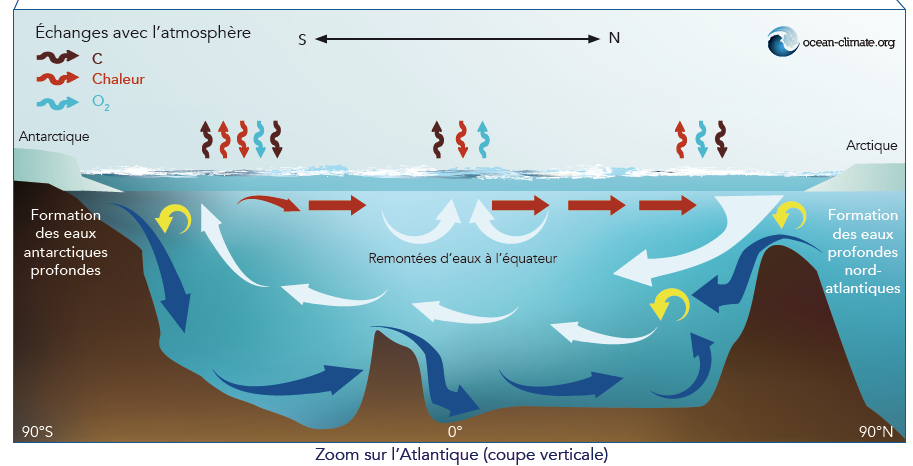 Échanges avec l'atmosphère
S
N
ocean-climate.org
C
Chaleur
O₂
Antarctique
Arctique
Formation
des eaux
antarctiques
profondes
Remontées d'eaux à l'équateur
Formation
des eaux
profondes
nord-
atlantiques
90°S
0°
90°N
Zoom sur l'Atlantique (coupe verticale)